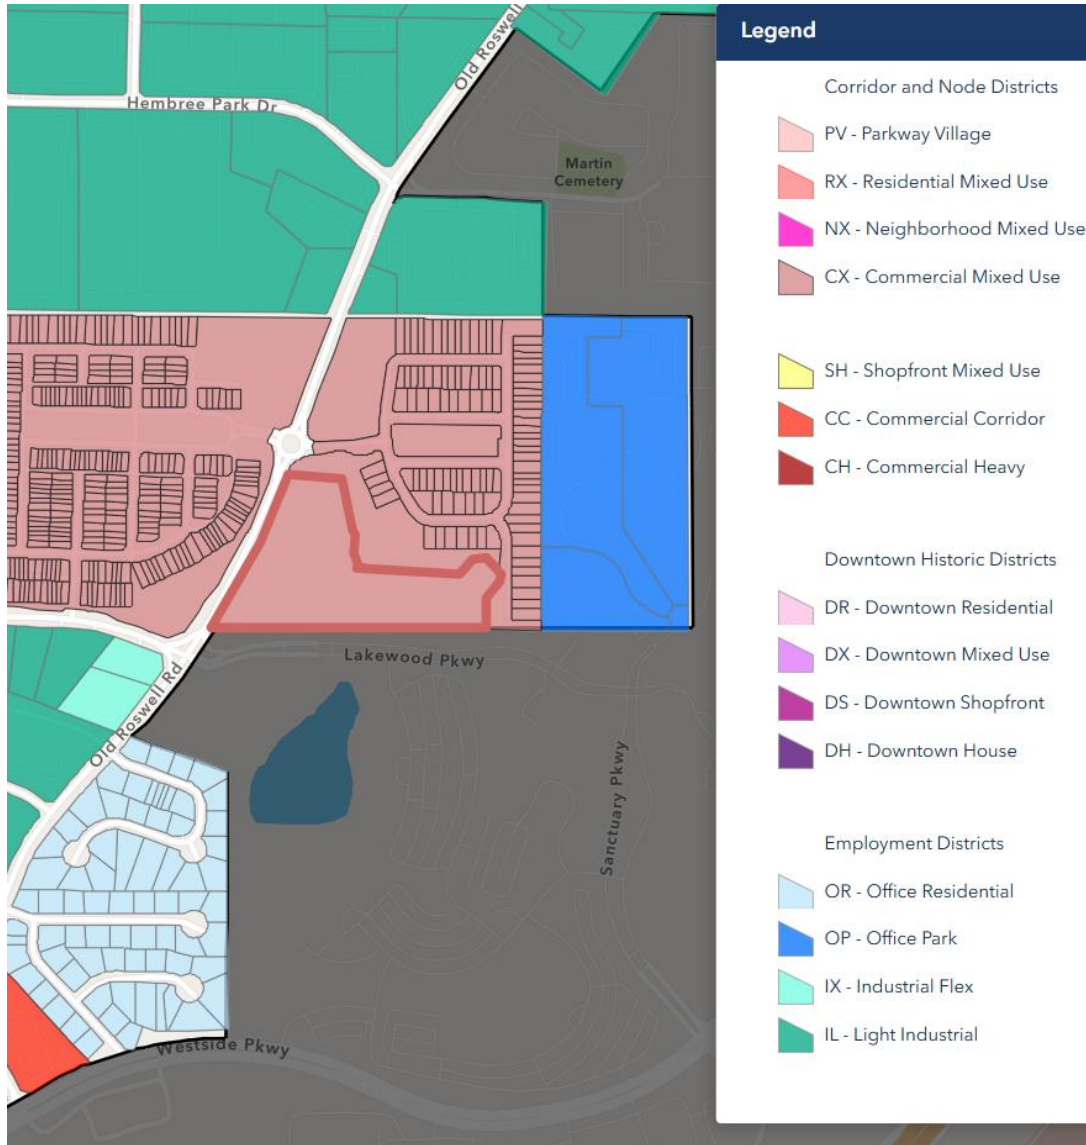 Old Roswell
Hembree Park Dr
Martin
Cemetery
Lakewood Pkwy
Old Roswell Rd
Sanctuary Pkwy
Westside Pkwy
Legend
Corridor and Node Districts
PV - Parkway Village
RX - Residential Mixed Use
NX - Neighborhood Mixed Use
CX - Commercial Mixed Use
SH - Shopfront Mixed Use
CC - Commercial Corridor
CH - Commercial Heavy
Downtown Historic Districts
DR - Downtown Residential
DX - Downtown Mixed Use
DS - Downtown Shopfront
DH - Downtown House
Employment Districts
OR - Office Residential
OP - Office Park
IX - Industrial Flex
IL - Light Industrial